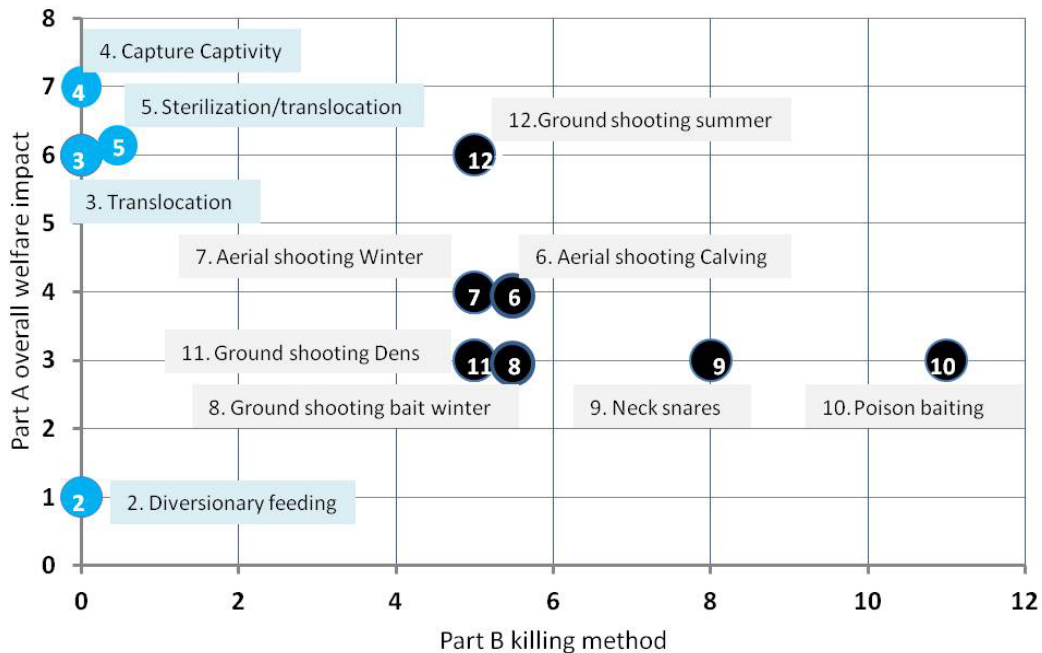 8
4. Capture Captivity
7
4
5. Sterilization/translocation
12.Ground shooting summer
5
6
3
12
3. Translocation
5
7. Aerial shooting Winter
6. Aerial shooting Calving
4
7
6
11. Ground shooting Dens
3
11
8
9
10
8. Ground shooting bait winter
9. Neck snares
10.Poison baiting
2
1
2
2. Diversionary feeding
0
0
2
4
6
8
10
12
Part A overall welfare impact
Part B killing method